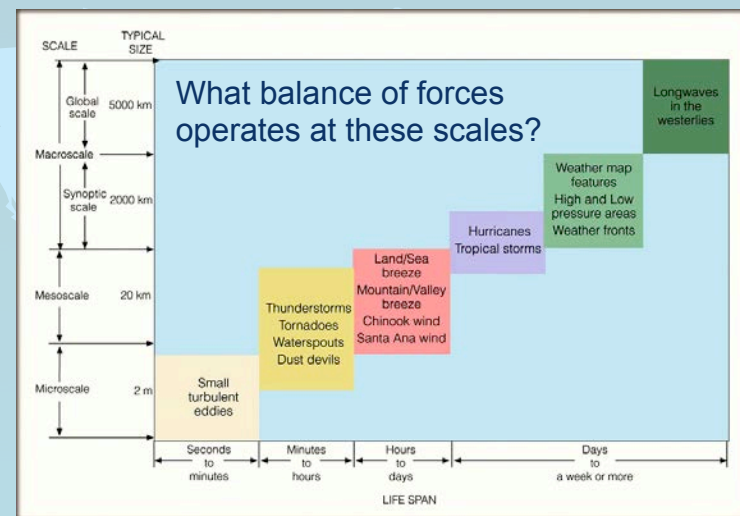 SCALE
TYPICAL
SIZE
Global
scale
5000 km
Macroscale
Synoptic
scale
2000 km
Mesoscale
20 km
Microscale
2 m
What balance of forces
operates at these scales?
Longwaves
in the
westerlies
Weather map
features
High and Low
pressure areas
Weather fronts
Hurricanes
Tropical storms
Land/Sea
breeze
Mountain/Valley
breeze
Chinook wind
Santa Ana wind
Thunderstorms
Tornadoes
Waterspouts
Dust devils
Small
turbulent
eddies
Seconds
to
minutes
Minutes
to
hours
Hours
to
days
Days
to
a week or more
LIFE SPAN